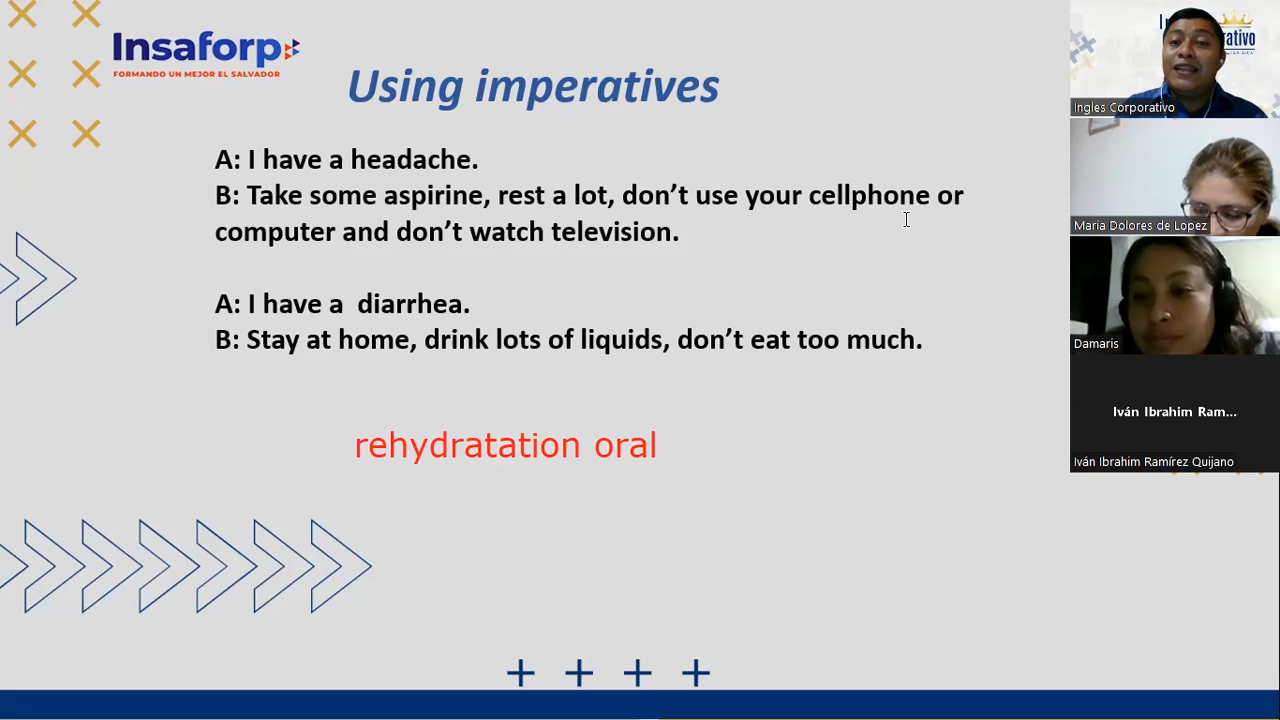 Insaforp
FORMANDO UN MEJOR EL SALVADOR
Using imperatives
A: I have a headache.
B: Take some aspirine, rest a lot, don’t use your cellphone or
computer and don’t watch television.
A: I have a  diarrhea.
B: Stay at home, drink lots of liquids, don’t eat too much.
rehydratation oral
Ingles Corporativo
Maria Dolores de Lopez
Damaris
Iván Ibrahim Ram...
Iván Ibrahim Ramírez Quijano